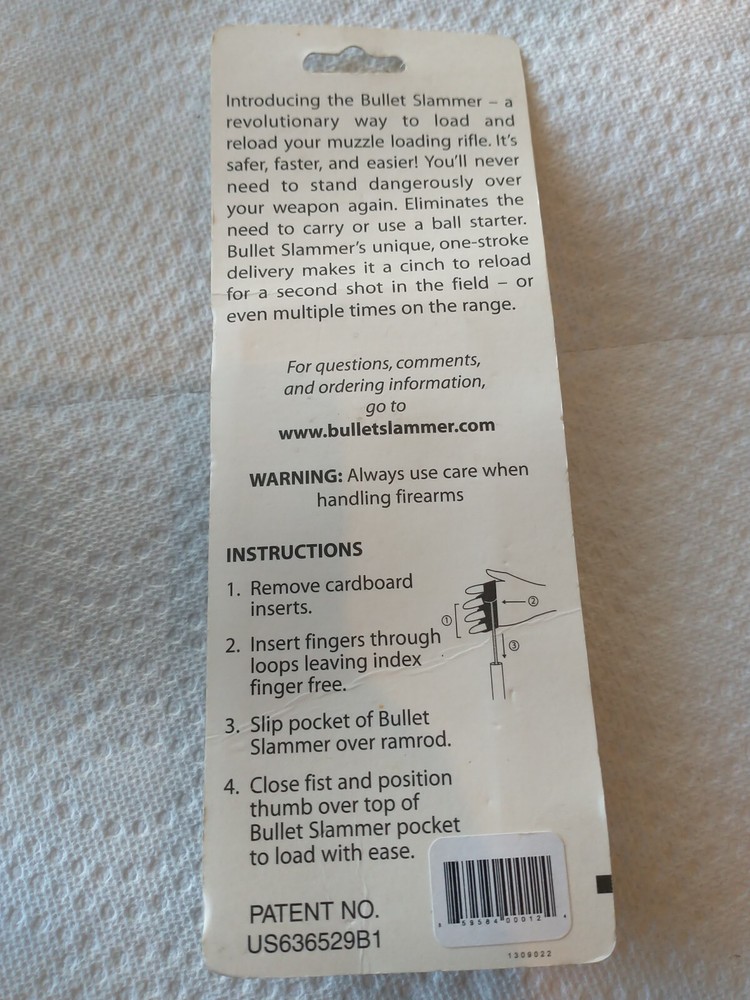 Introducing the Bullet Slammer – a
revolutionary way to load and
reload your muzzle loading rifle. It's
safer, faster, and easier! You'll never
need to stand dangerously over
your weapon again. Eliminates the
need to carry or use a ball starter.
Bullet Slammer's unique, one-stroke
delivery makes it a cinch to reload
for a second shot in the field – or
even multiple times on the range.
For questions, comments,
and ordering information,
go to
www.bulletslammer.com
WARNING: Always use care when
handling firearms
INSTRUCTIONS
1. Remove cardboard
inserts.
2. Insert fingers through
loops leaving index
finger free.
3. Slip pocket of Bullet
Slammer over ramrod.
4. Close fist and position
thumb over top of
Bullet Slammer pocket
to load with ease.
1
2
3
PATENT NO.
US636529B1
59584 00012
1309022